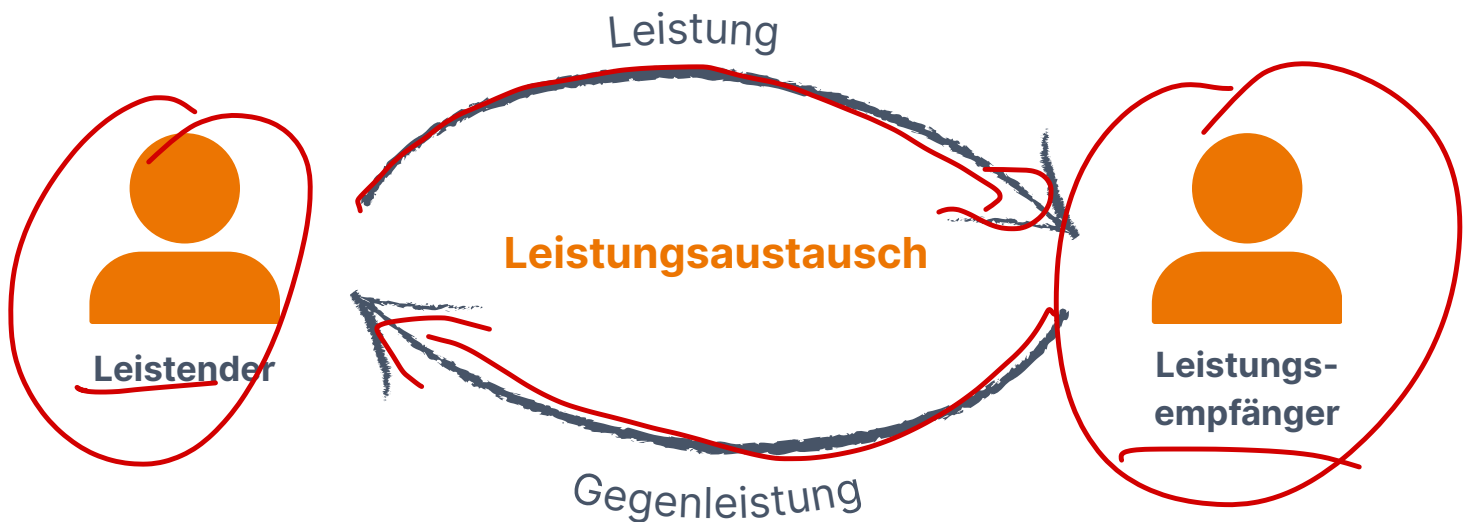 Leistung
Leistungsaustausch
Leistender
Leistungs-
empfänger
Gegenleistung